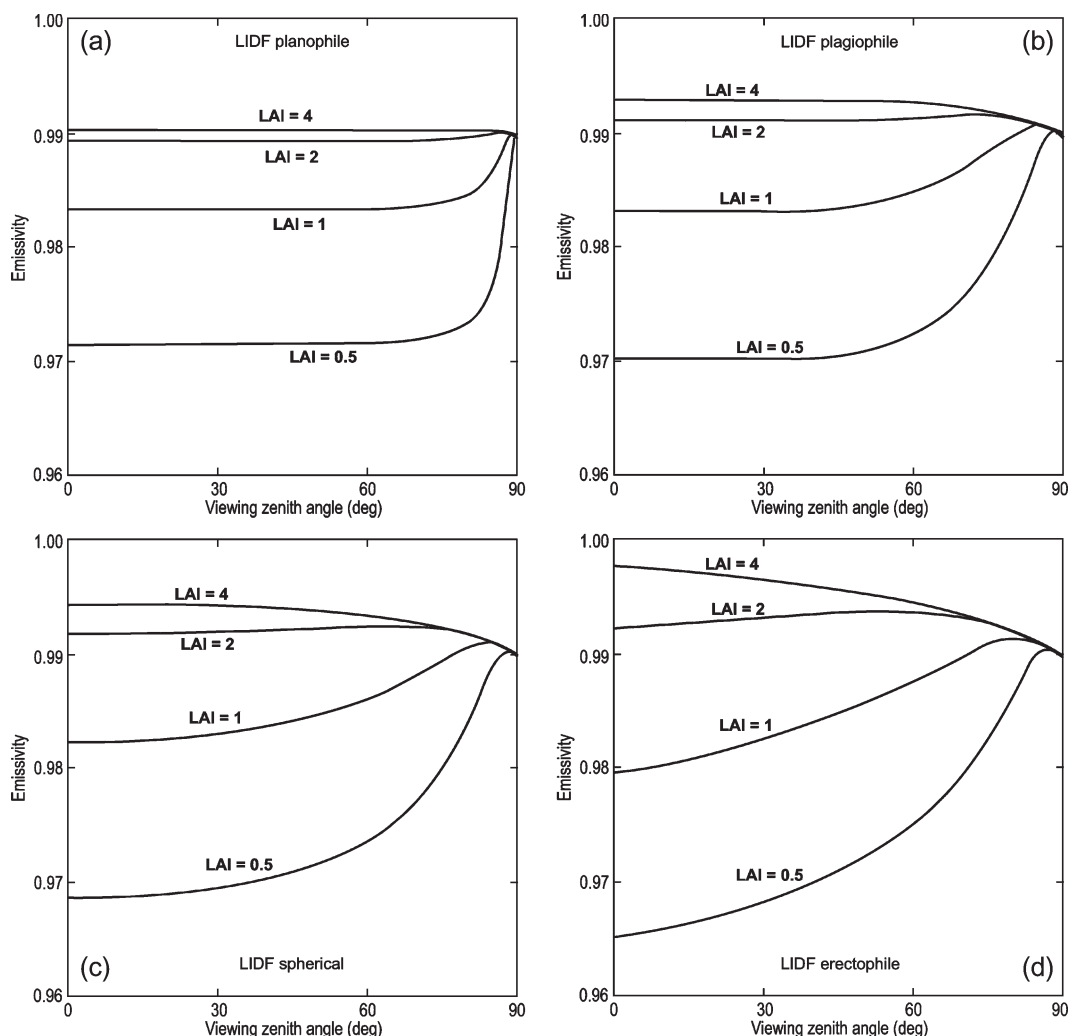 (a)
LIDF planophile
1.00
0.99
0.98
0.97
0.96
Emissivity
LAI = 4
LAI = 2
LAI = 1
LAI = 0.5
0
30
60
90
Viewing zenith angle (deg)
LIDF plagiophile
(b)
1.00
0.99
0.98
0.97
0.96
Emissivity
LAI = 4
LAI = 2
LAI = 1
LAI = 0.5
0
30
60
90
Viewing zenith angle (deg)
1.00
0.99
0.98
0.97
0.96
Emissivity
LAI = 4
LAI = 2
LAI = 1
LAI = 0.5
(c)
LIDF spherical
0
30
60
90
Viewing zenith angle (deg)
1.00
0.99
0.98
0.97
0.96
Emissivity
LAI = 4
LAI = 2
LAI = 1
LAI = 0.5
LIDF erectophile
(d)
0
30
60
90
Viewing zenith angle (deg)